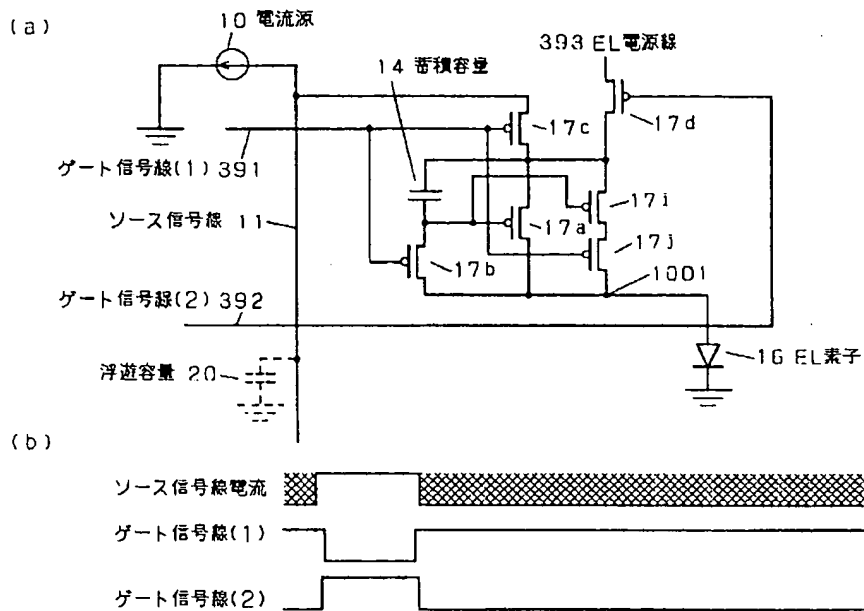 (a)
10 電流源
393 EL電源線
14 蓄積容量
17c
17d
ゲート信号線(1) 391
17i
ソース信号線 11
17a
17j
17b
1001
ゲート信号線(2) 392
16 EL素子
浮遊容量 20
(b)
ソース信号線電流
ゲート信号線(1)
ゲート信号線(2)